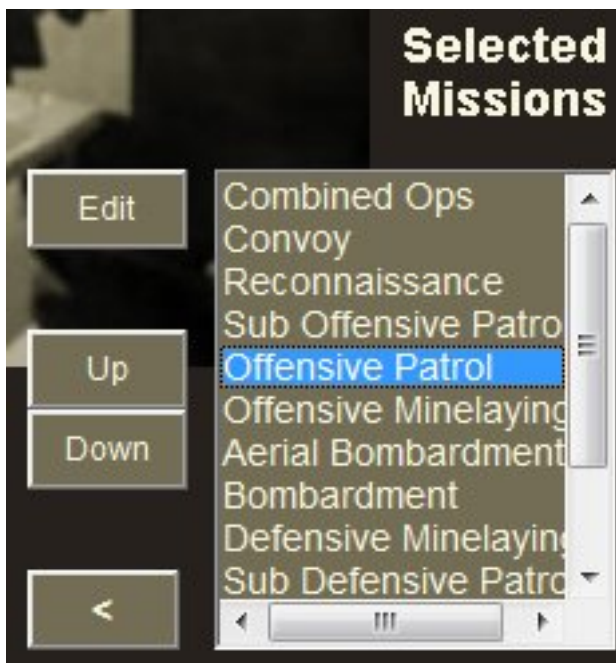 Selected
Missions
Edit
Up
Down
<
Combined Ops
Convoy
Reconnaissance
Sub Offensive Patro
Offensive Patrol
Offensive Minelaying
Aerial Bombardment
Bombardment
Defensive Minelaying
Sub Defensive Patro